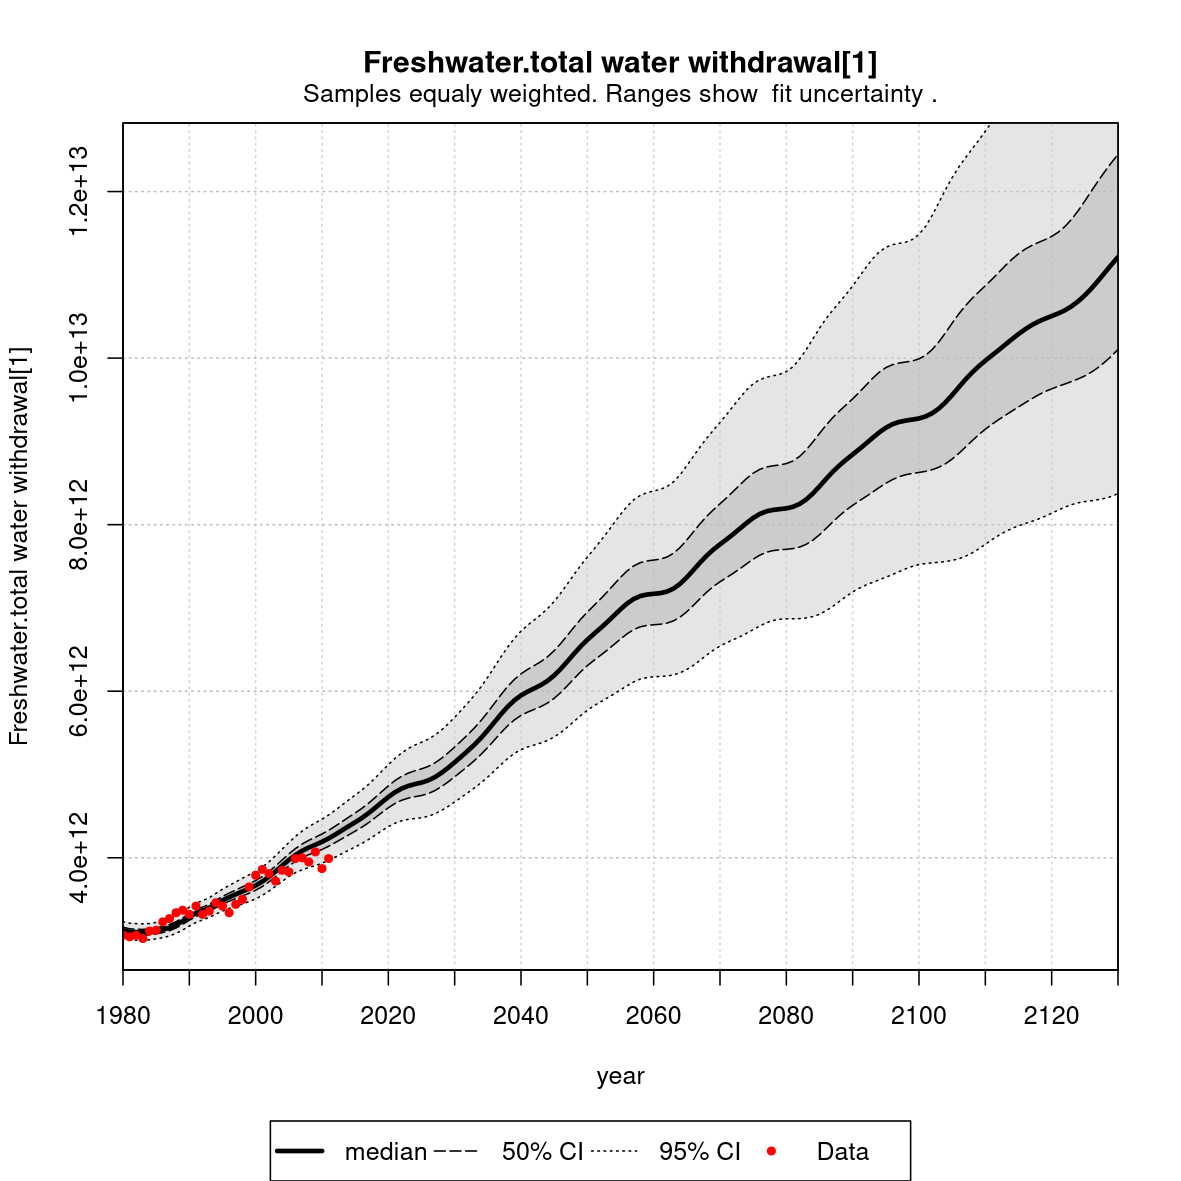 Freshwater.total water withdrawal[1]
Samples equaly weighted. Ranges show  fit uncertainty .
Freshwater.total water withdrawal[1]
1.2e+13
1.0e+13
8.0e+12
6.0e+12
4.0e+12
1980 2000 2020 2040 2060 2080 2100 2120
year
median 50% CI 95% CI Data